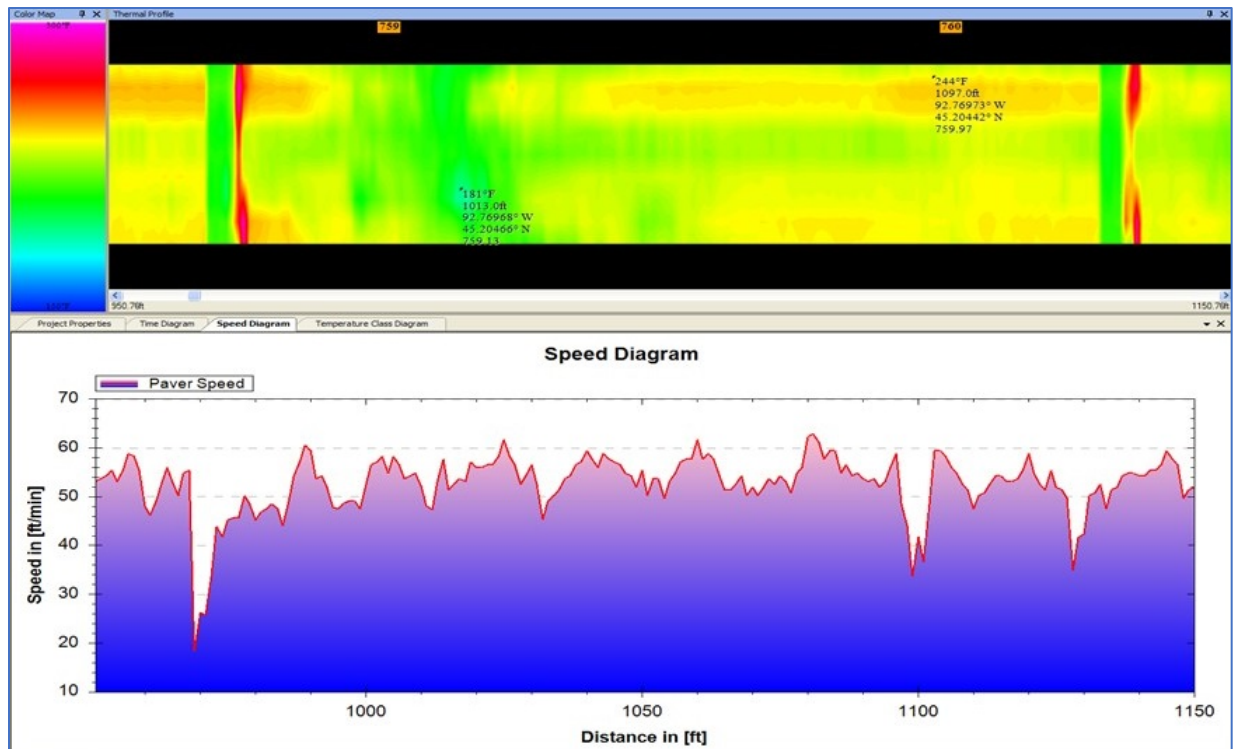 Color Map
Thermal Profile
300°F
759
760
244°F
1097.0ft
92.76973° W
45.20442° N
759.97
181°F
1013.0ft
92.76968° W
45.20466° N
759.13
950.76ft
1150.76ft
Project Properties
Time Diagram
Speed Diagram
Temperature Class Diagram
Speed Diagram
Paver Speed
70
60
50
40
30
20
10
Speed in [ft/min]
1000
1050
1100
1150
Distance in [ft]